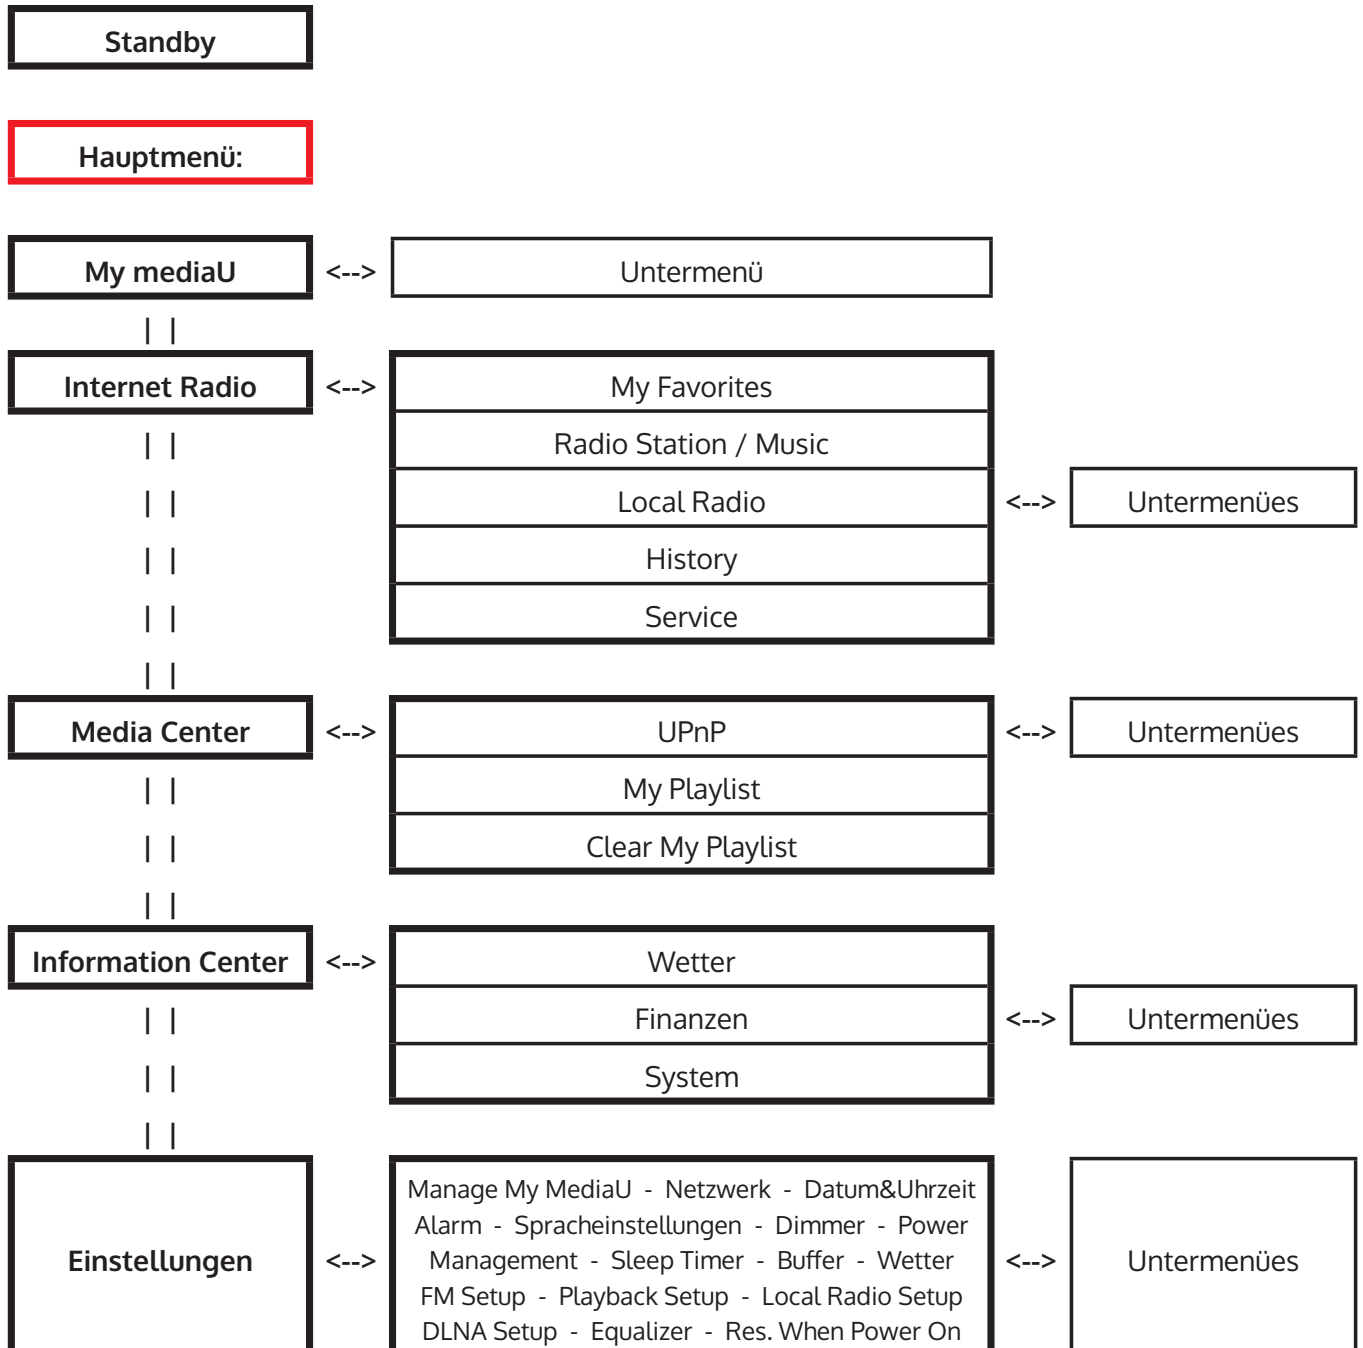 Standby
Hauptmenü:
My mediaU <--> Untermenü
| |
Internet Radio <--> My Favorites
| | Radio Station / Music
| | Local Radio <--> Untermenües
| | History
| | Service
| |
Media Center <--> UPnP <--> Untermenües
| | My Playlist
| | Clear My Playlist
| |
Information Center <--> Wetter
| | Finanzen <--> Untermenües
| | System
| |
Manage My MediaU - Netzwerk - Datum&Uhrzeit
Alarm - Spracheinstellungen - Dimmer - Power
Einstellungen <--> Management - Sleep Timer - Buffer - Wetter <--> Untermenües
FM Setup - Playback Setup - Local Radio Setup
DLNA Setup - Equalizer - Res. When Power On